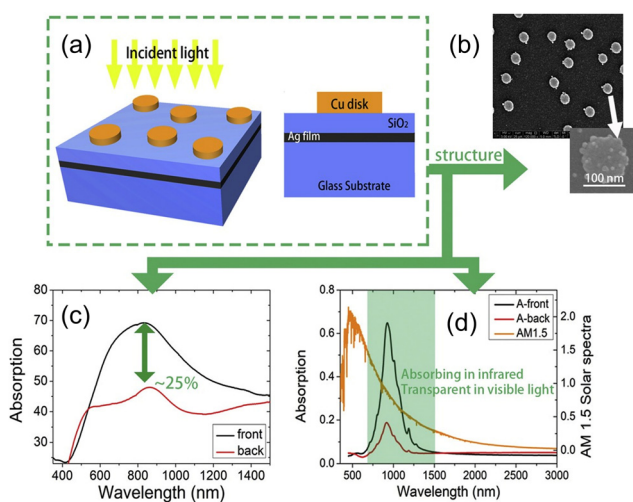 (a)
Incident light
Cu disk
SiO₂
Ag film
Glass Substrate
(b)
structure
100 nm
(c)
~25%
front
back
Absorption
70
60
50
40
30
400 600 800 1000 1200 1400
Wavelength (nm)
(d)
A-front
A-back
AM1.5
Absorbing in infrared
Transparent in visible light
Absorption
0.8
0.6
0.4
0.2
0.0
500 1000 1500 2000 2500 3000
Wavelength (nm)
2.0
1.5
1.0
0.5
0.0
AM 1.5 Solar spectra